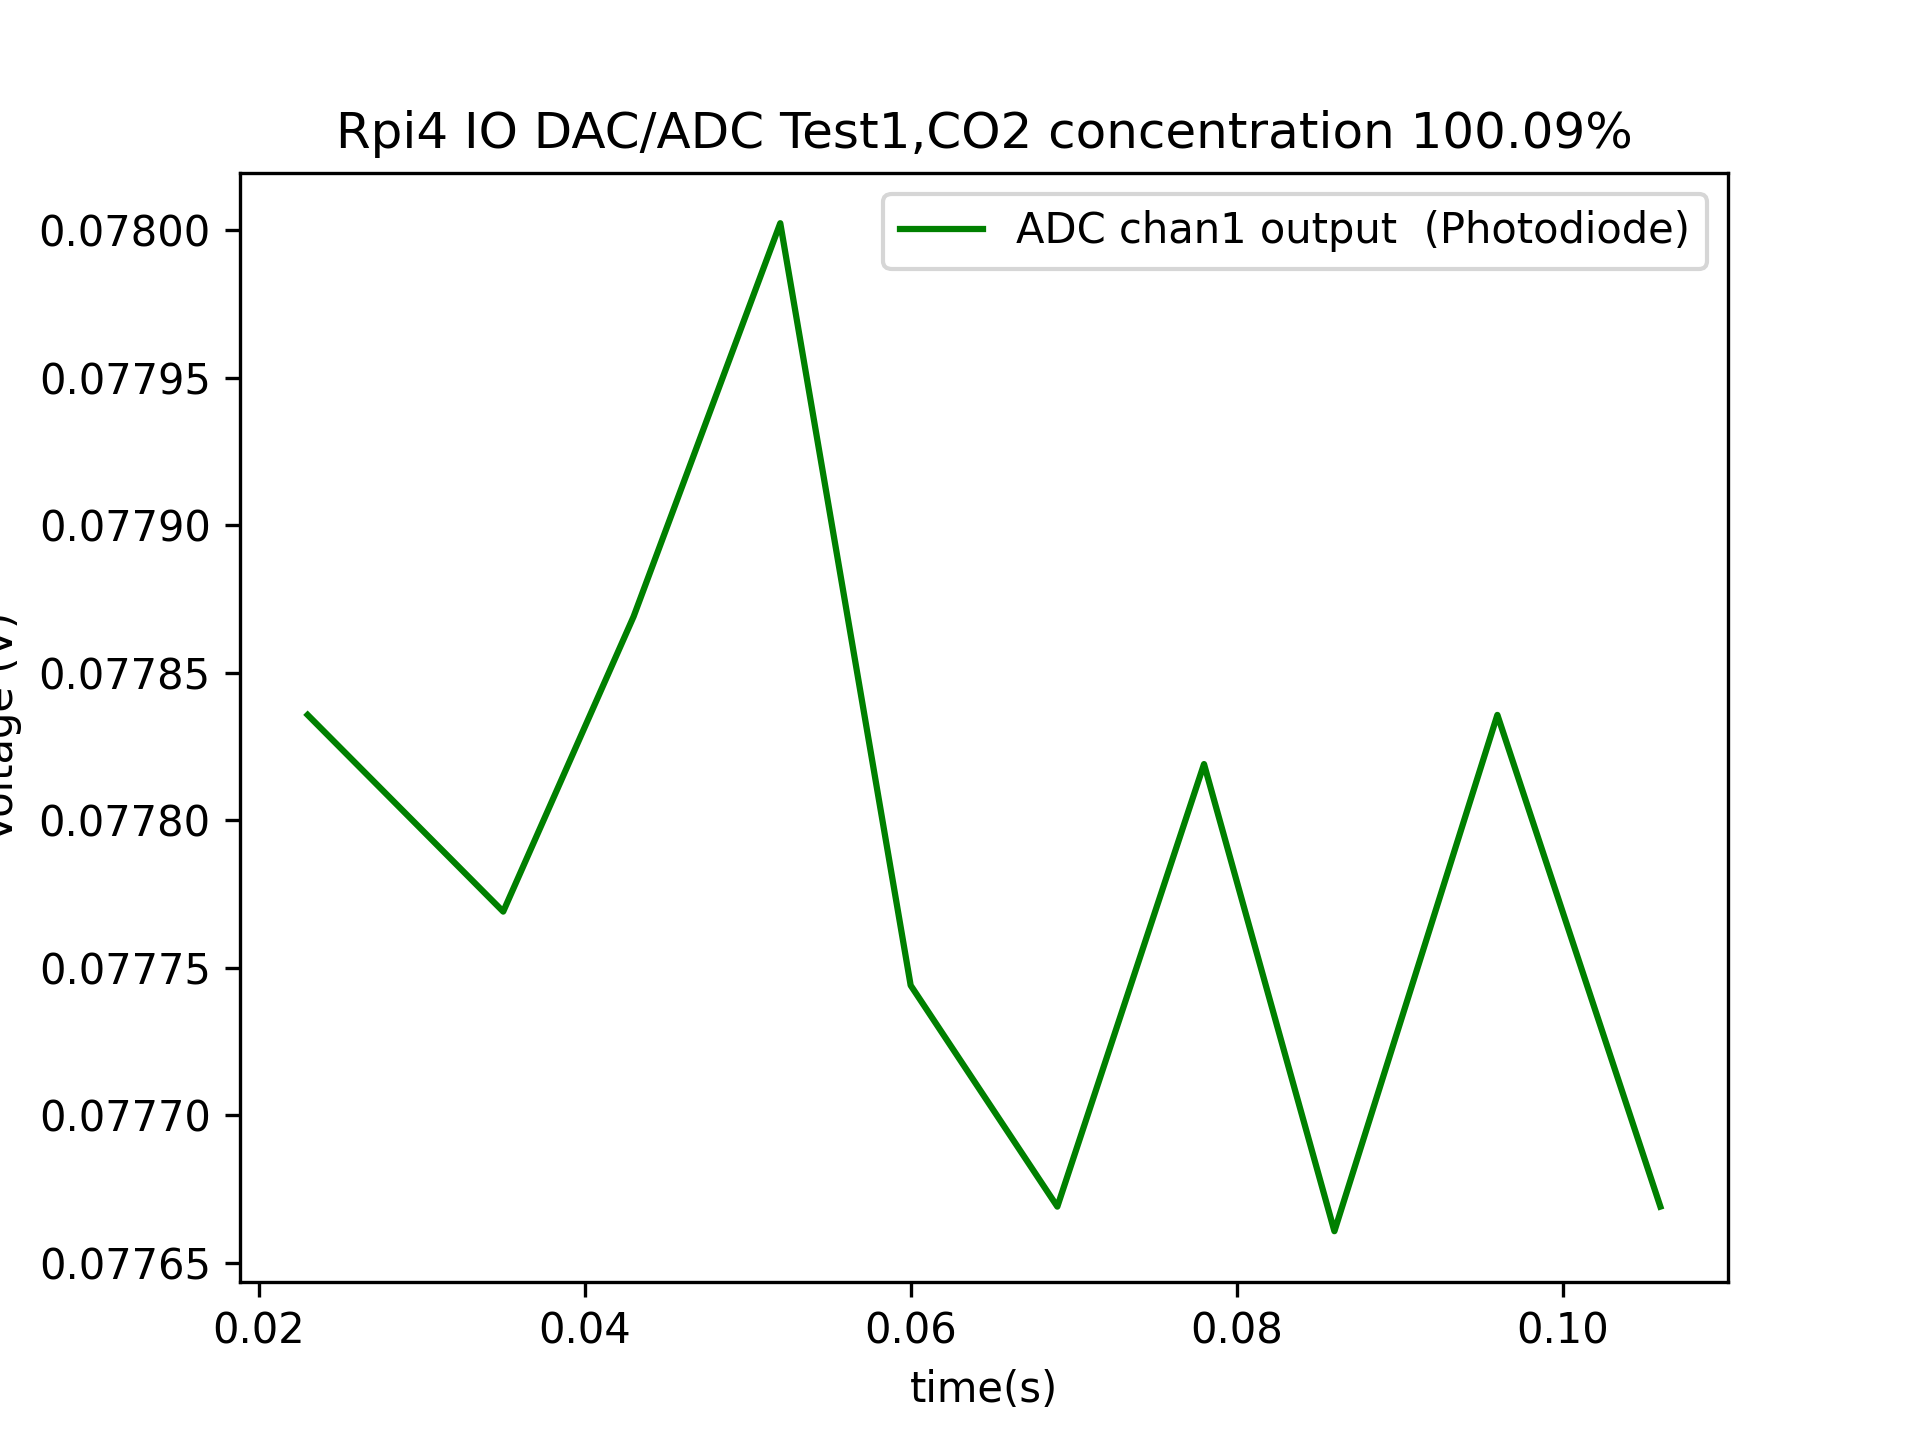 Rpi4 IO DAC/ADC Test1,CO2 concentration 100.09%
ADC chan1 output  (Photodiode)
0.07800
0.07795
0.07790
0.07785
0.07780
0.07775
0.07770
0.07765
voltage (V)
0.02 0.04 0.06 0.08 0.10
time(s)